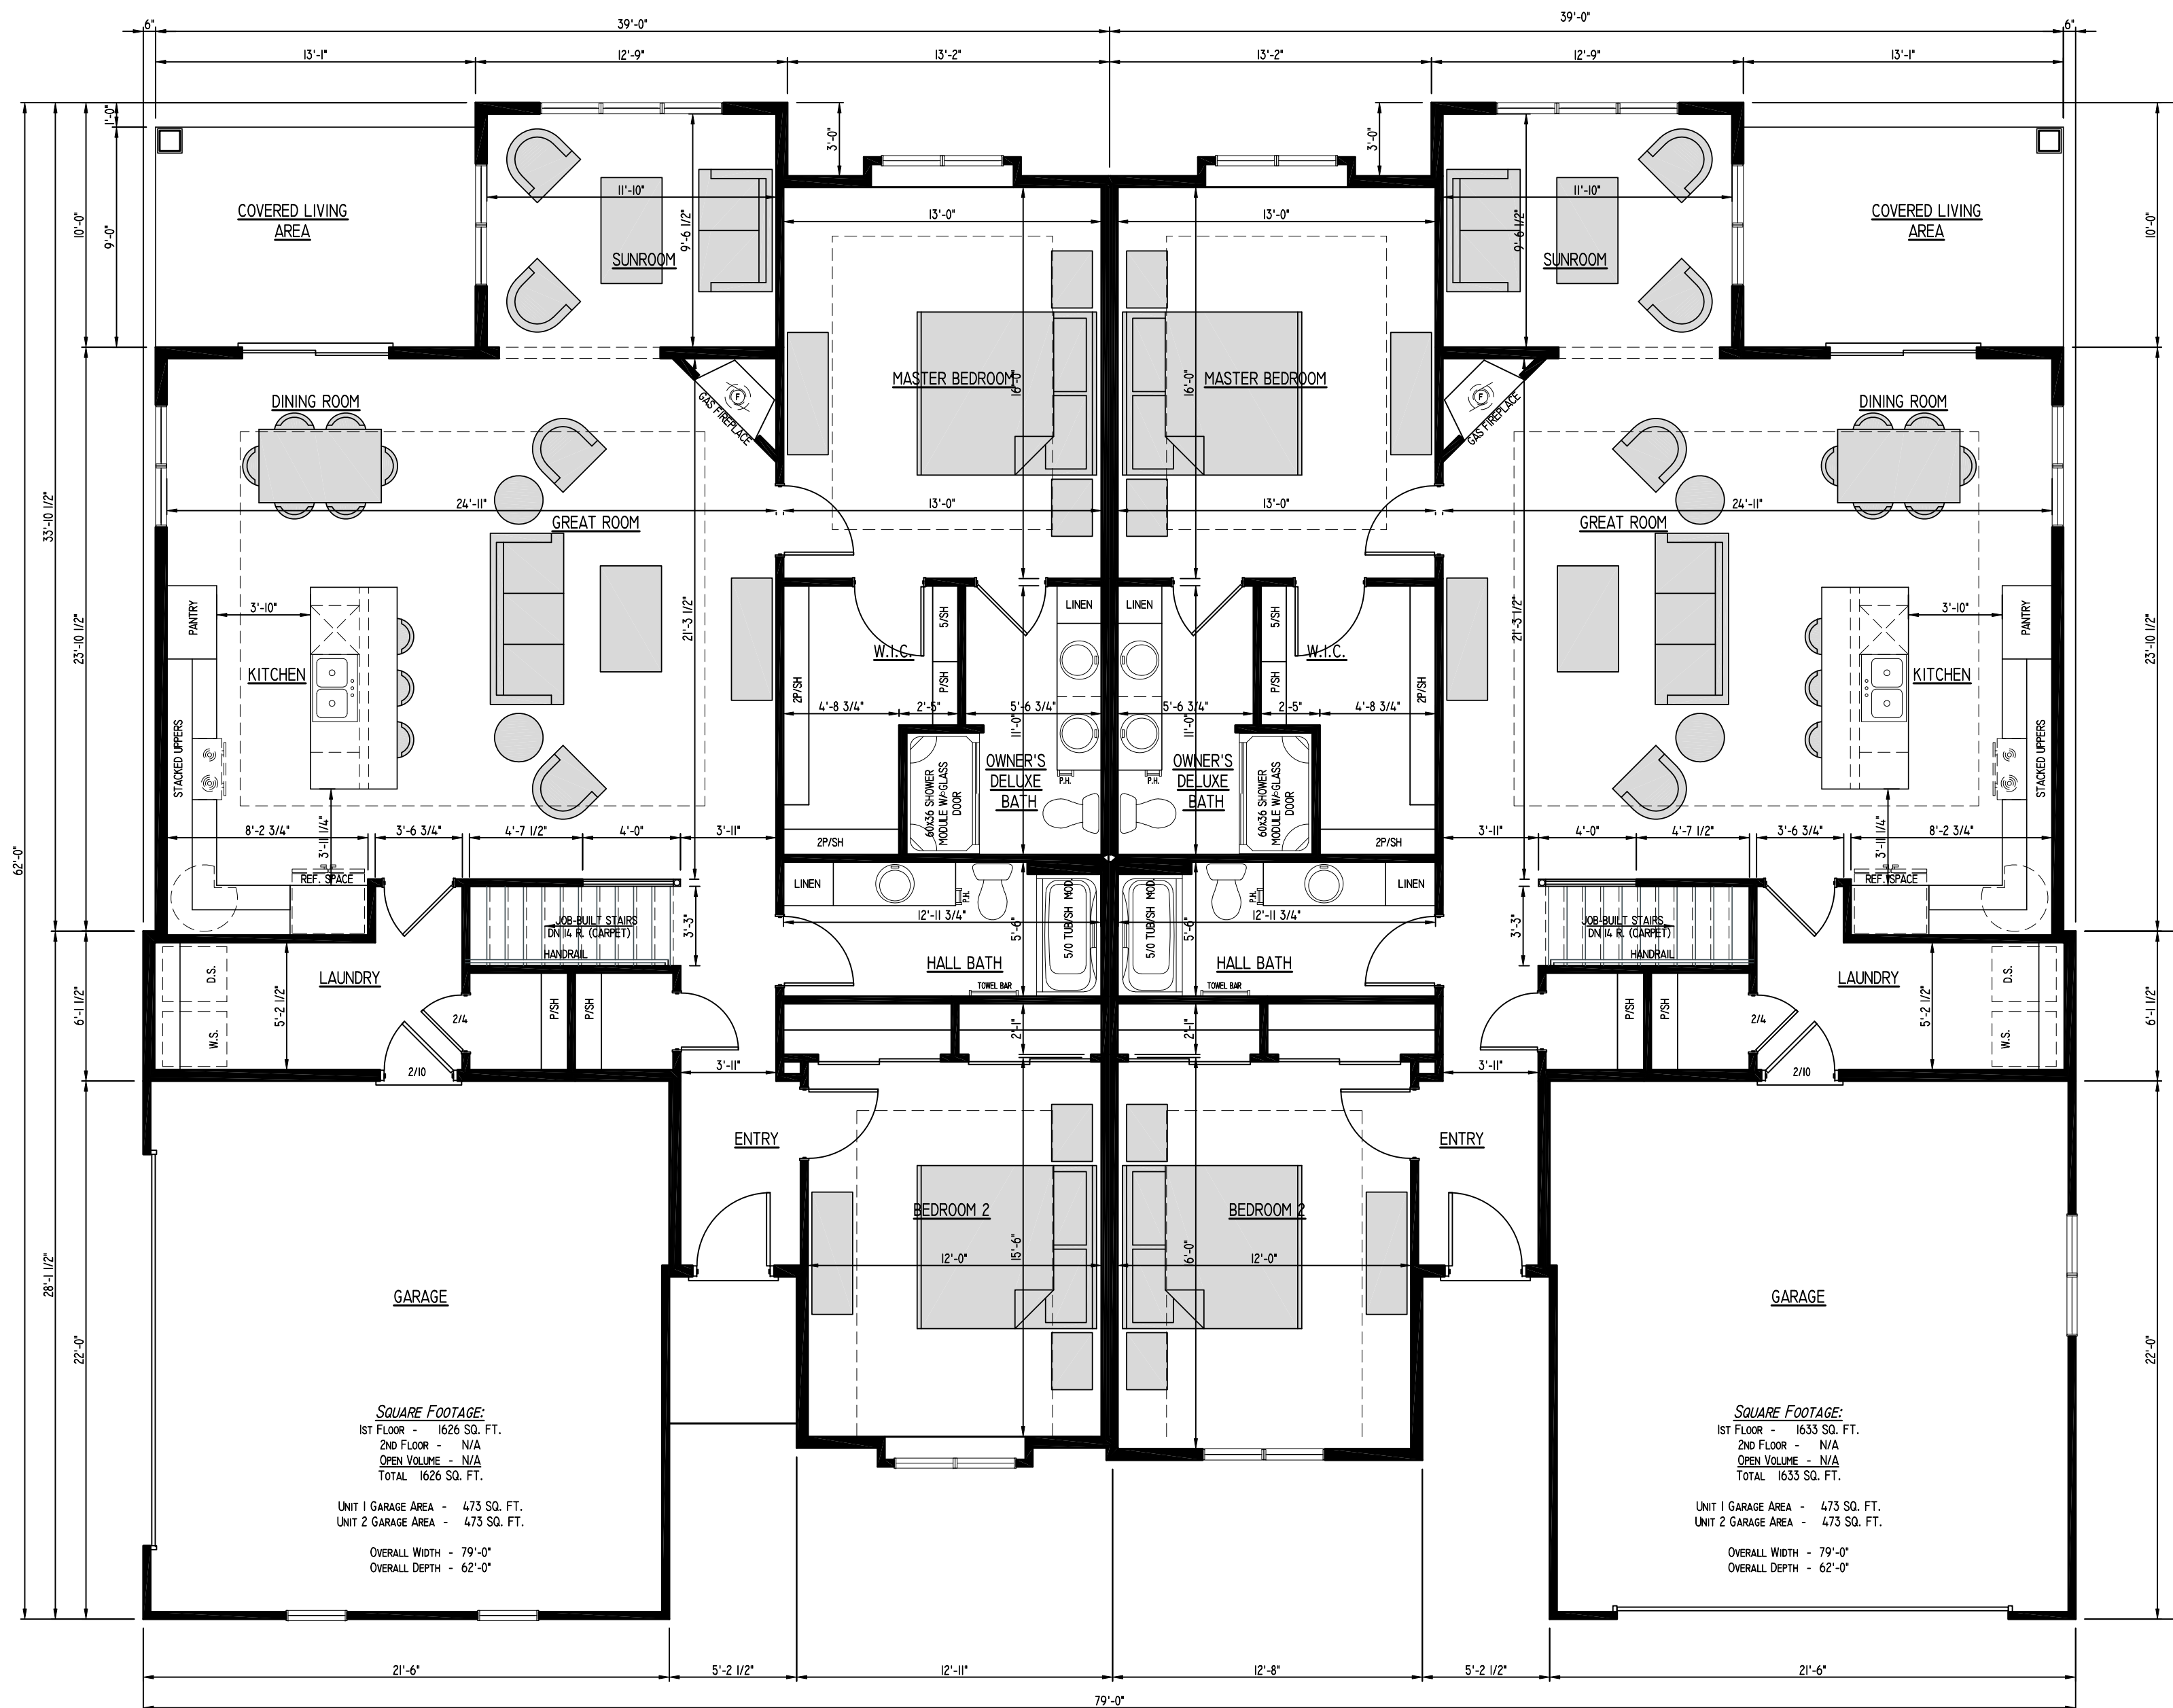 6"
39'-0"
39'-0"
6"
13'-1"
12'-9"
13'-2"
13'-2"
12'-9"
13'-1"
1'-0"
3'-0"
3'-0"
10'-0"
9'-0"
10'-0"
COVERED LIVING
AREA
11'-10"
9'-6 1/2"
SUNROOM
13'-0"
13'-0"
11'-10"
9'-6 1/2"
SUNROOM
COVERED LIVING
AREA
MASTER BEDROOM
16'-0"
16'-0"
MASTER BEDROOM
F
GAS FIREPLACE
F
GAS FIREPLACE
DINING ROOM
DINING ROOM
33'-10 1/2"
24'-11"
13'-0"
13'-0"
24'-11"
GREAT ROOM
GREAT ROOM
23'-10 1/2"
23'-10 1/2"
PANTRY
3'-10"
21'-3 1/2"
5/SH
LINEN
LINEN
5/SH
21'-3 1/2"
3'-10"
PANTRY
W.I.C.
W.I.C.
KITCHEN
KITCHEN
2P/SH
P/SH
P/SH
2P/SH
4'-8 3/4"
2'-5"
5'-6 3/4"
5'-6 3/4"
2'-5"
4'-8 3/4"
11'-0"
11'-0"
STACKED UPPERS
STACKED UPPERS
60x36 SHOWER
MODULE W/GLASS
DOOR
OWNER'S
DELUXE
BATH
P.H.
P.H.
OWNER'S
DELUXE
BATH
60x36 SHOWER
MODULE W/GLASS
DOOR
62'-0"
8'-2 3/4"
3'-11 1/4"
3'-6 3/4"
4'-7 1/2"
4'-0"
3'-11"
2P/SH
2P/SH
3'-11"
4'-0"
4'-7 1/2"
3'-6 3/4"
3'-11 1/4"
8'-2 3/4"
REF. SPACE
LINEN
P.H.
P.H.
LINEN
REF. SPACE
JOB-BUILT STAIRS
DN 14 R. (CARPET)
HANDRAIL
3'-3"
12'-11 3/4"
5'-6"
5/0 TUB/SH MOD.
5/0 TUB/SH MOD.
5'-6"
12'-11 3/4"
3'-3"
JOB-BUILT STAIRS
DN 14 R. (CARPET)
HANDRAIL
HALL BATH
HALL BATH
LAUNDRY
D.S.
W.S.
5'-2 1/2"
TOWEL BAR
TOWEL BAR
LAUNDRY
D.S.
W.S.
5'-2 1/2"
6'-1 1/2"
6'-1 1/2"
2/4
P/SH
P/SH
2'-1"
2'-1"
P/SH
P/SH
2/4
2/10
3'-11"
3'-11"
2/10
ENTRY
ENTRY
BEDROOM 2
BEDROOM 2
15'-6"
12'-0"
12'-0"
28'-1 1/2"
GARAGE
GARAGE
22'-0"
22'-0"
SQUARE FOOTAGE:
1ST FLOOR - 1626 SQ. FT.
2ND FLOOR - N/A
OPEN VOLUME - N/A
TOTAL 1626 SQ. FT.
UNIT 1 GARAGE AREA - 473 SQ. FT.
UNIT 2 GARAGE AREA - 473 SQ. FT.
OVERALL WIDTH - 79'-0"
OVERALL DEPTH - 62'-0"
SQUARE FOOTAGE:
1ST FLOOR - 1633 SQ. FT.
2ND FLOOR - N/A
OPEN VOLUME - N/A
TOTAL 1633 SQ. FT.
UNIT 1 GARAGE AREA - 473 SQ. FT.
UNIT 2 GARAGE AREA - 473 SQ. FT.
OVERALL WIDTH - 79'-0"
OVERALL DEPTH - 62'-0"
21'-6"
5'-2 1/2"
12'-11"
12'-8"
5'-2 1/2"
21'-6"
79'-0"